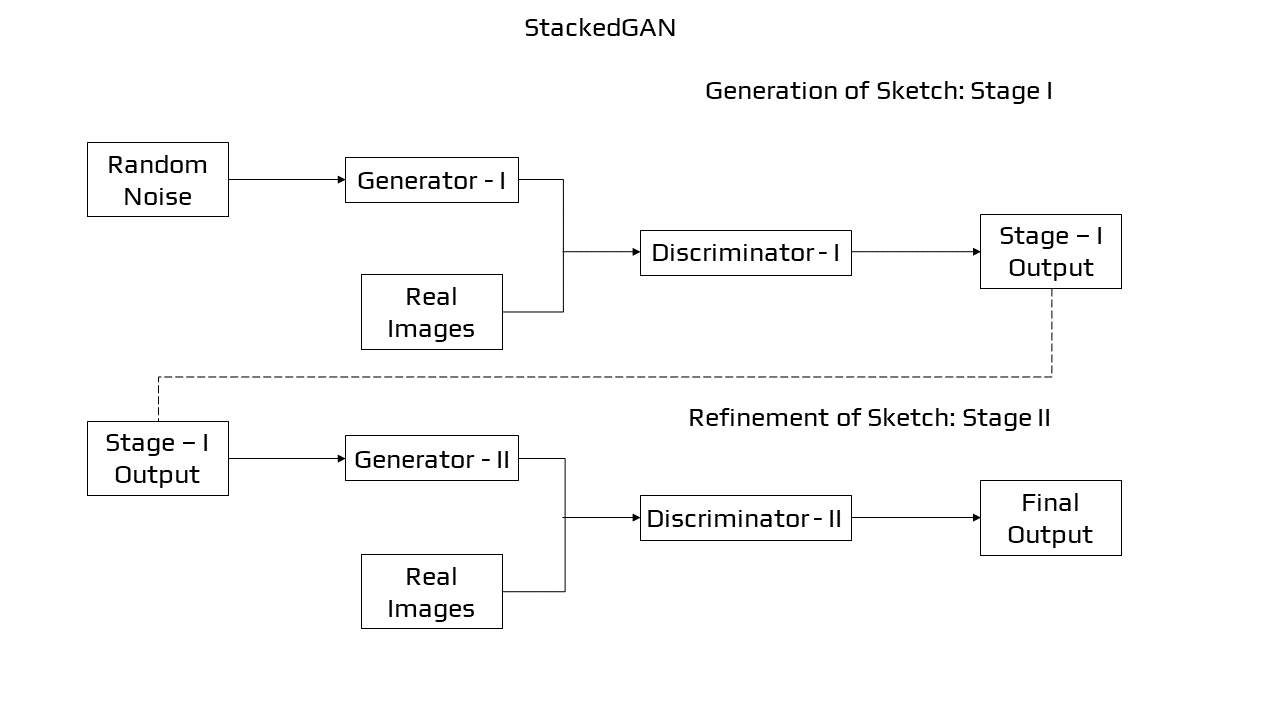 StackedGAN
Generation of Sketch: Stage I
Random
Noise
Generator - I
Real
Images
Discriminator - I
Stage – I
Output
Refinement of Sketch: Stage II
Stage – I
Output
Generator - II
Real
Images
Discriminator - II
Final
Output